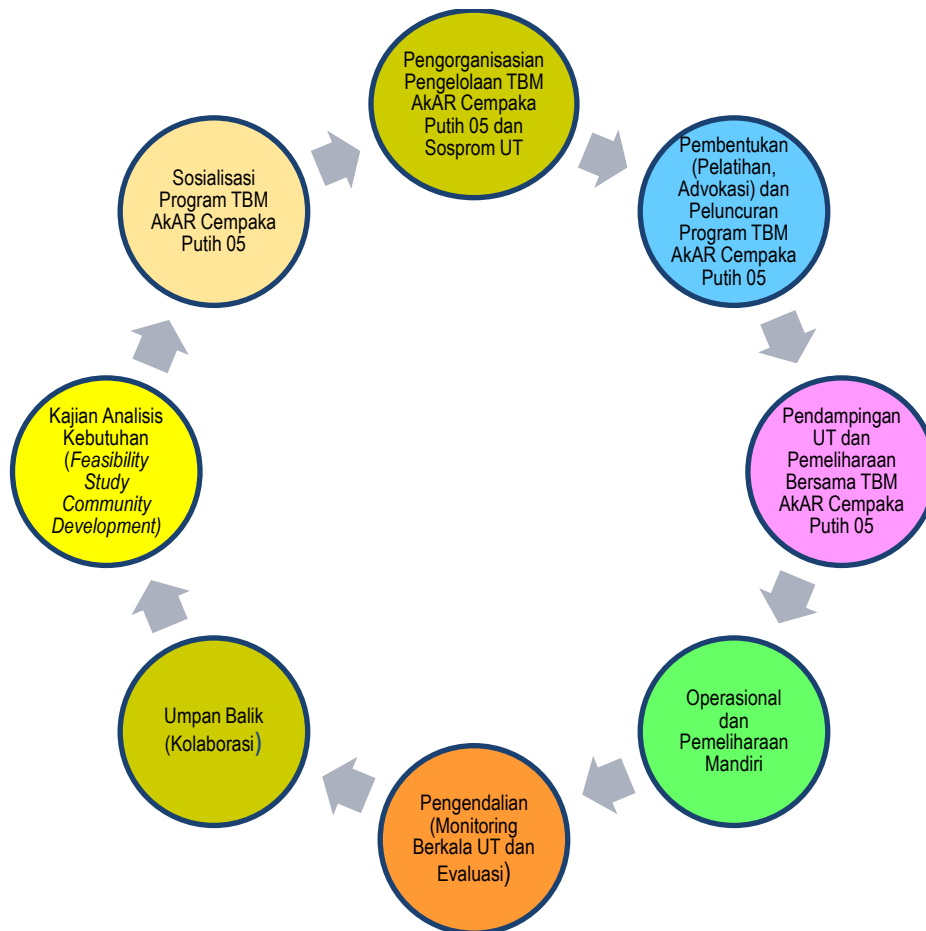 Pengorganisasian
Pengelolaan TBM
AkAR Cempaka
Putih 05 dan
Sosprom UT
Pembentukan
(Pelatihan,
Advokasi) dan
Peluncuran
Program TBM
AkAR Cempaka
Putih 05
Pendampingan
UT dan
Pemeliharaan
Bersama TBM
AkAR Cempaka
Putih 05
Operasional
dan
Pemeliharaan
Mandiri
Pengendalian
(Monitoring
Berkala UT dan
Evaluasi)
Umpan Balik
(Kolaborasi)
Kajian Analisis
Kebutuhan
(Feasibility
Study
Community
Development)
Sosialisasi
Program TBM
AkAR Cempaka
Putih 05